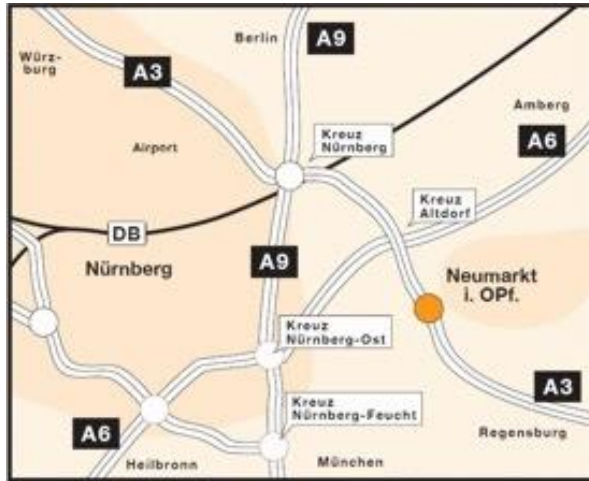 Berlin
A9
Würz-
burg
A3
Amberg
A6
Kreuz
Nürnberg
Airport
Kreuz
Altdorf
DB
Nürnberg
A9
Neumarkt
i. OPf.
Kreuz
Nürnberg-Ost
A3
Kreuz
Nürnberg-Feucht
A6
Regensburg
Heilbronn
München